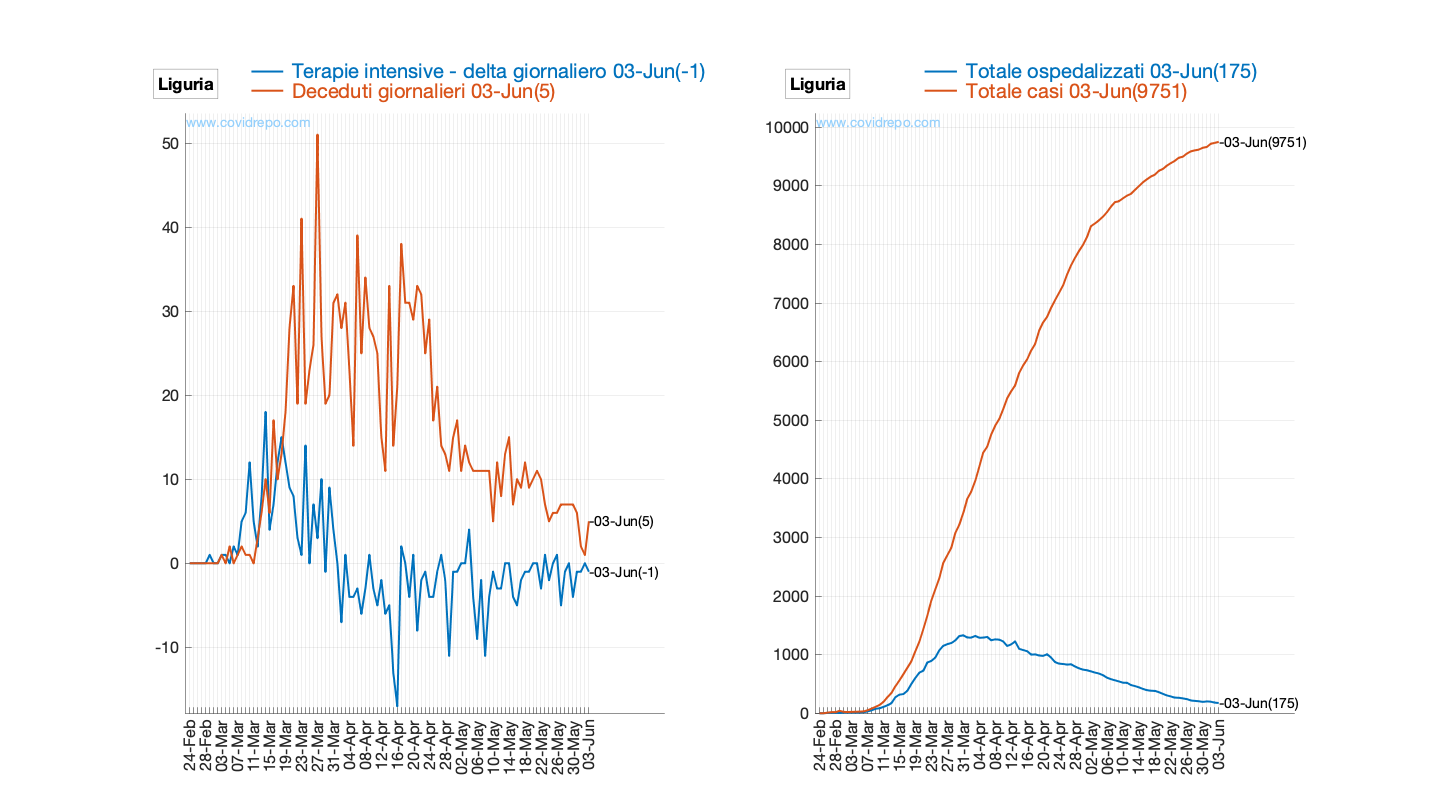 Liguria
Terapie intensive - delta giornaliero 03-Jun(-1)
Deceduti giornalieri 03-Jun(5)
www.covidrepo.com
50
40
30
20
10
0
-10
03-Jun(5)
03-Jun(-1)
24-Feb
28-Feb
03-Mar
07-Mar
11-Mar
15-Mar
19-Mar
23-Mar
27-Mar
31-Mar
04-Apr
08-Apr
12-Apr
16-Apr
20-Apr
24-Apr
28-Apr
02-May
06-May
10-May
14-May
18-May
22-May
26-May
30-May
03-Jun
Liguria
Totale ospedalizzati 03-Jun(175)
Totale casi 03-Jun(9751)
www.covidrepo.com
10000
9000
8000
7000
6000
5000
4000
3000
2000
1000
0
03-Jun(9751)
03-Jun(175)
24-Feb
28-Feb
03-Mar
07-Mar
11-Mar
15-Mar
19-Mar
23-Mar
27-Mar
31-Mar
04-Apr
08-Apr
12-Apr
16-Apr
20-Apr
24-Apr
28-Apr
02-May
06-May
10-May
14-May
18-May
22-May
26-May
30-May
03-Jun